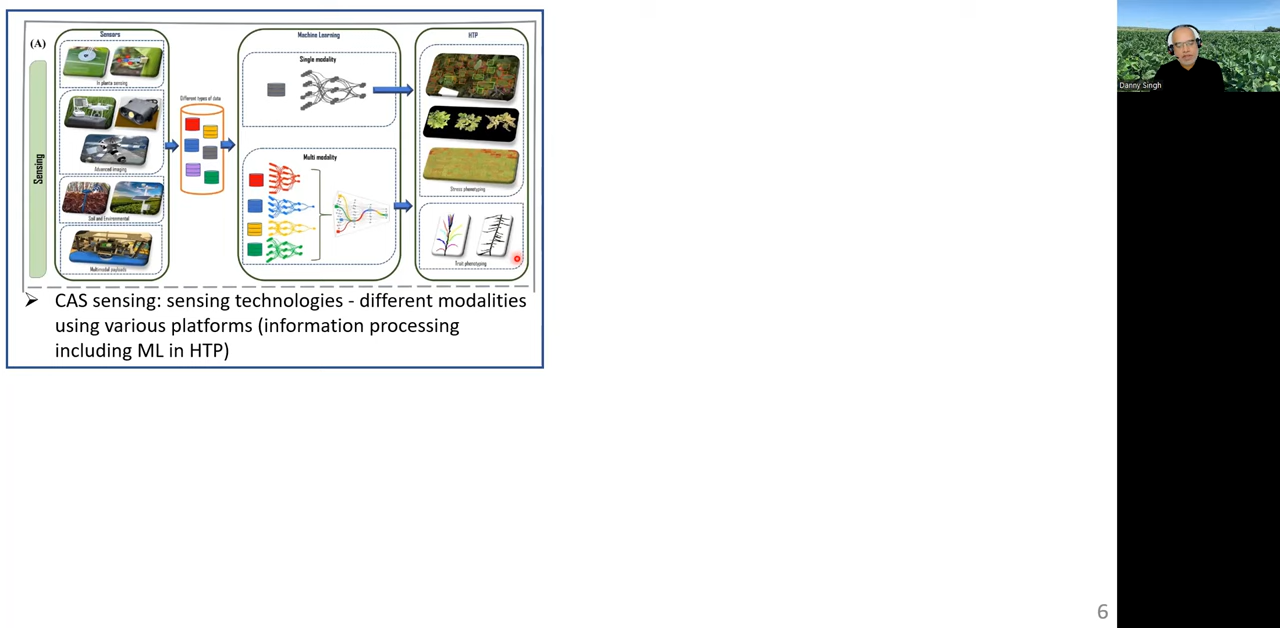 (A)
Sensing
Sensors
In planta sensing
Advanced imaging
Soil and Environmental
Multimodal payloads
Different types of data
Machine Learning
Single modality
Multi modality
HTP
Stress phenotyping
Trait phenotyping
➢ CAS sensing: sensing technologies - different modalities
using various platforms (information processing
including ML in HTP)
Danny Singh
6